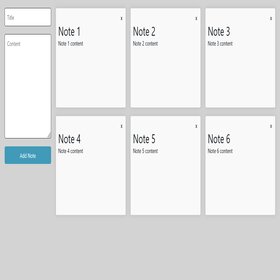 Title
Content
Add Note
x
Note 1
Note 1 content
x
Note 2
Note 2 content
x
Note 3
Note 3 content
x
Note 4
Note 4 content
x
Note 5
Note 5 content
x
Note 6
Note 6 content